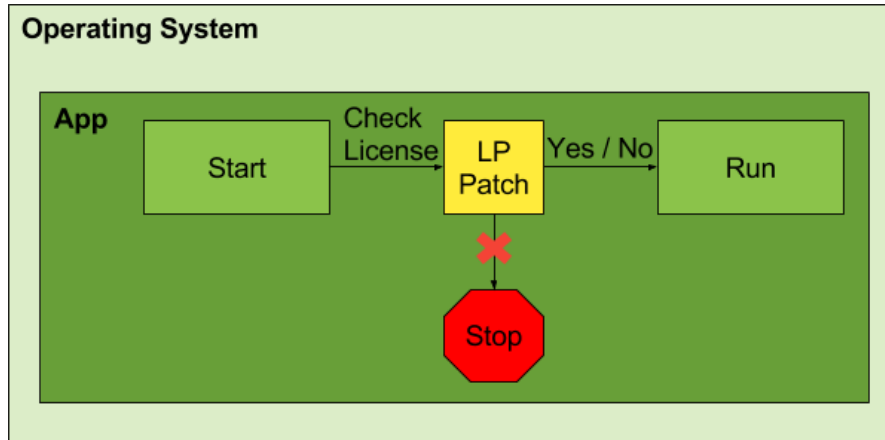 Operating System
App
Start
Check
License
LP
Patch
Yes / No
Run
Stop